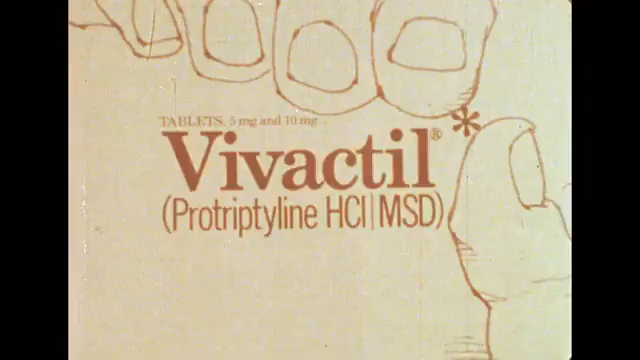 TABLETS, 5 mg and 10 mg
Vivactil®*
(Protriptyline HCl|MSD)